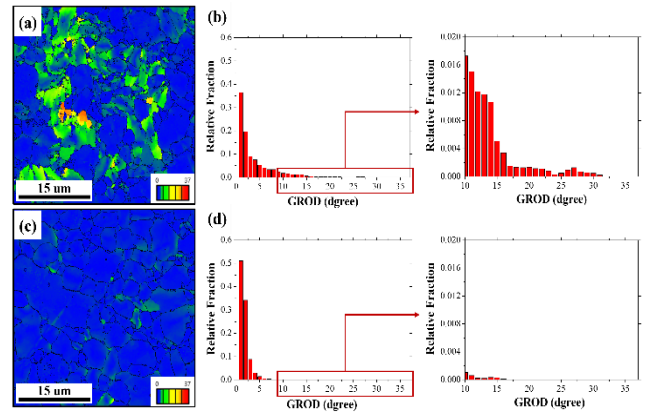 (a)
15 um
0 37
(b)
Relative Fraction
0.6
0.5
0.4
0.3
0.2
0.1
0.0
0 5 10 15 20 25 30 35
GROD (dgree)
Relative Fraction
0.020
0.016
0.012
0.008
0.004
0.000
10 15 20 25 30 35
GROD (dgree)
(c)
15 um
0 37
(d)
Relative Fraction
0.6
0.5
0.4
0.3
0.2
0.1
0.0
0 5 10 15 20 25 30 35
GROD (dgree)
Relative Fraction
0.020
0.016
0.012
0.008
0.004
0.000
10 15 20 25 30 35
GROD (dgree)